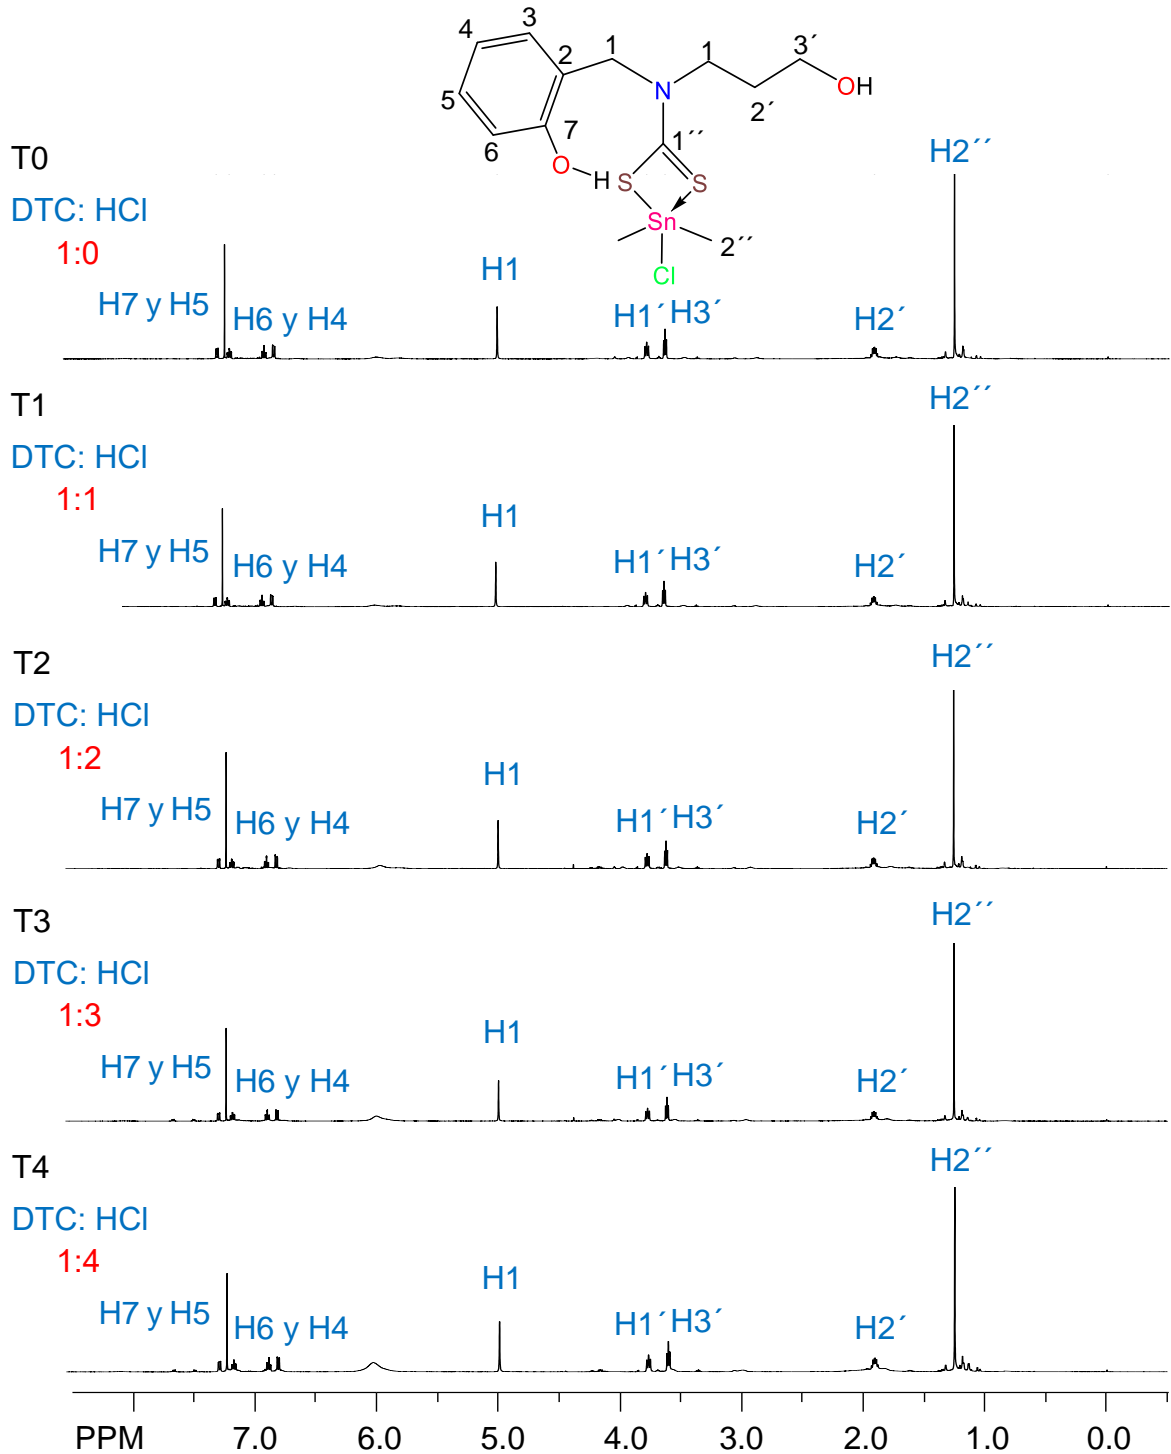 3
4
2
1
1
3´
5
N
2´
OH
7
6
1´´
O
H
S
S
Sn
2´´
Cl
T0
H2´´
DTC: HCl
1:0
H1
H7 y H5
H6 y H4
H1´ H3´
H2´
T1
H2´´
DTC: HCl
1:1
H1
H7 y H5
H6 y H4
H1´ H3´
H2´
T2
H2´´
DTC: HCl
1:2
H1
H7 y H5
H6 y H4
H1´ H3´
H2´
T3
H2´´
DTC: HCl
1:3
H1
H7 y H5
H6 y H4
H1´ H3´
H2´
T4
H2´´
DTC: HCl
1:4
H1
H7 y H5
H6 y H4
H1´ H3´
H2´
PPM 7.0 6.0 5.0 4.0 3.0 2.0 1.0 0.0